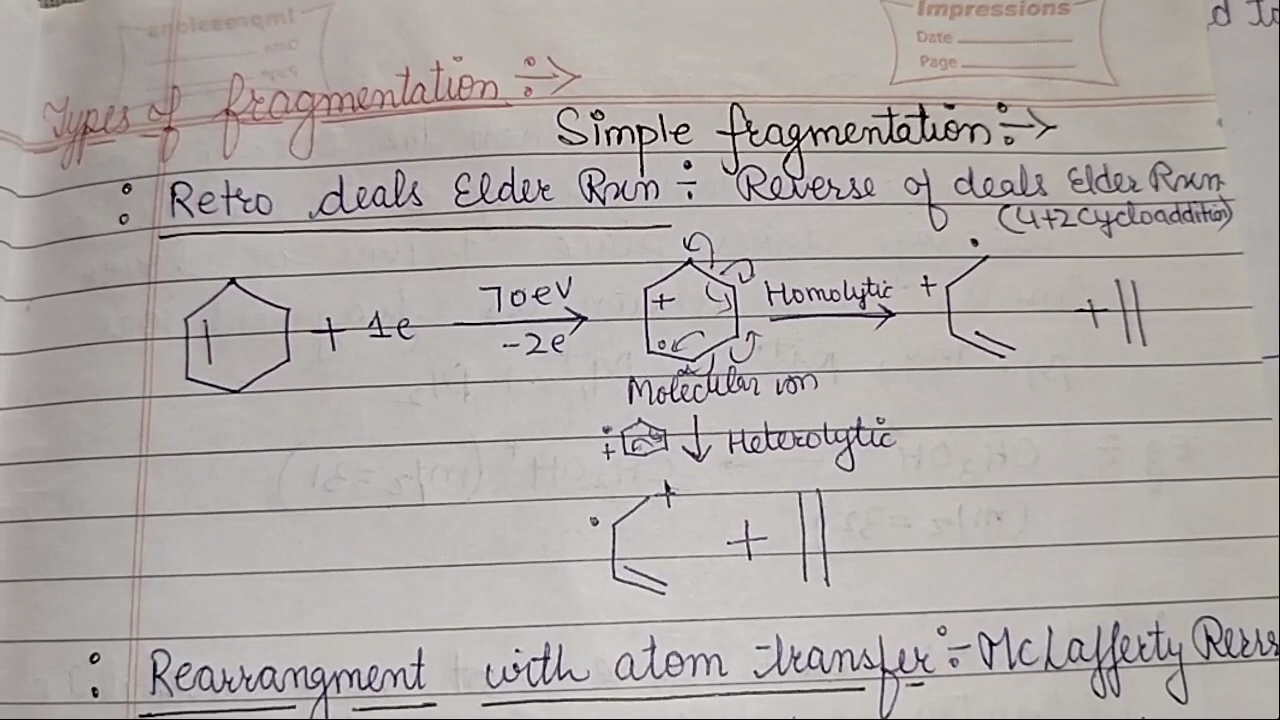 Impressions
Date
Page
d
Types of fragmentation :->
Simple fragmentation :->
: Retro deals Elder Rxn ÷ Reverse of deals Elder Rxn
(4+2 cycloaddition)
+ 1e 70eV -2e + Homolytic + + ||
Molecular ion
+ ↓ Heterolytic
+ + ||
: Rearrangment with atom transfer ÷ McLafferty